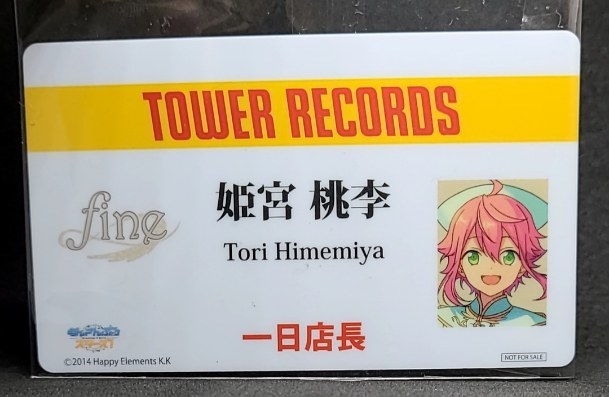 TOWER RECORDS
fine
姫宮 桃李
Tori Himemiya
一日店長
©2014 Happy Elements K.K
NOT FOR SALE